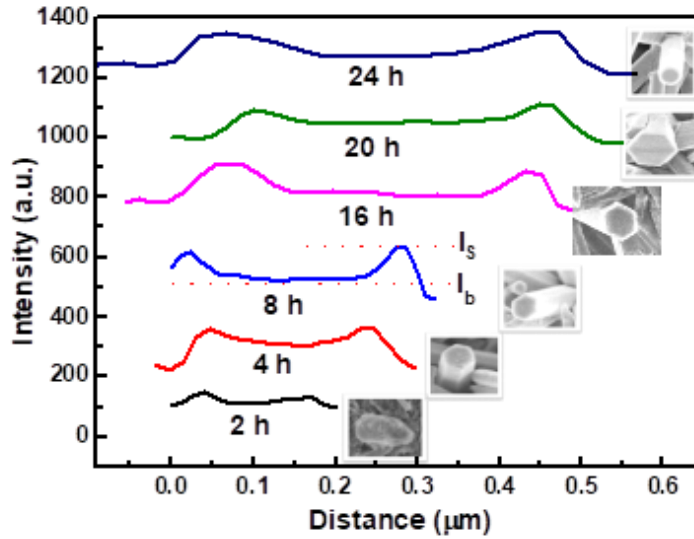 1400
1200
1000
800
600
400
200
0
Intensity (a.u.)
24 h
20 h
16 h
I_s
8 h
I_b
4 h
2 h
0.0 0.1 0.2 0.3 0.4 0.5 0.6
Distance (μm)